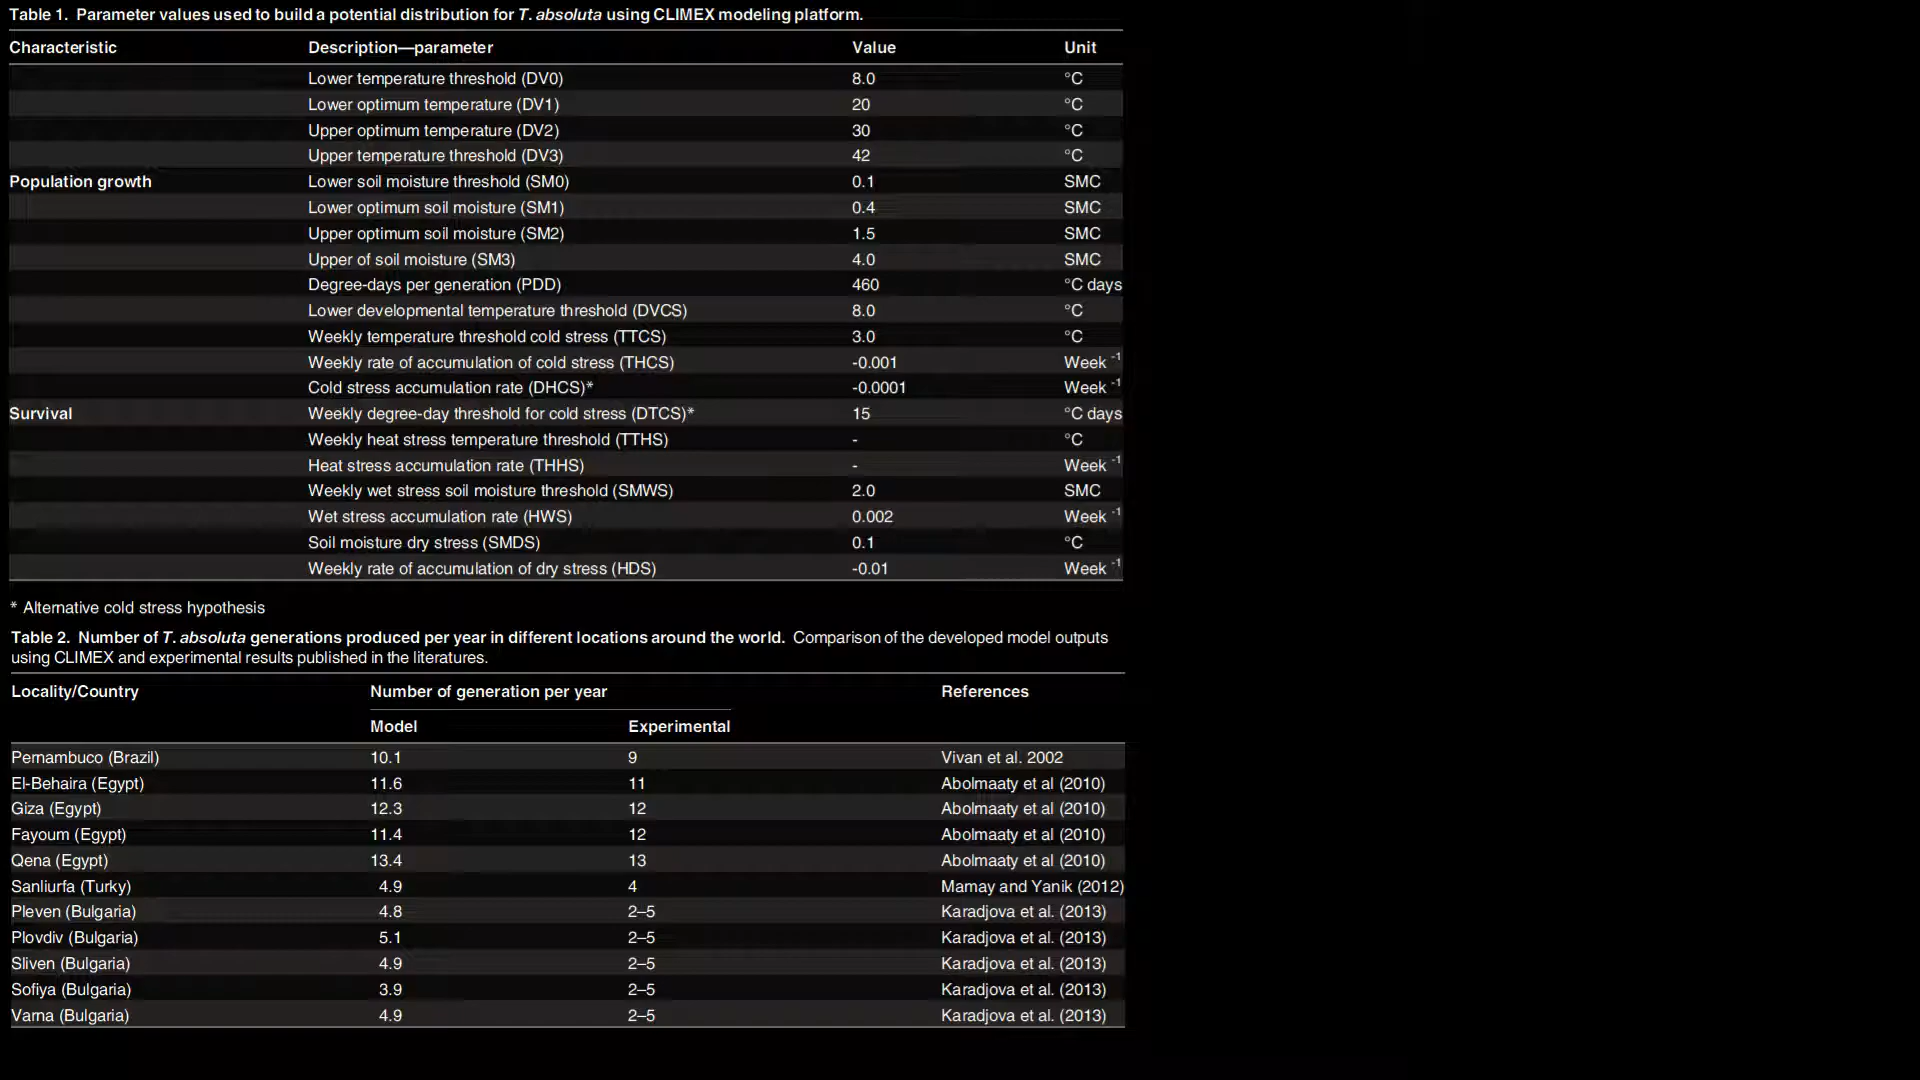 Table 1. Parameter values used to build a potential distribution for T. absoluta using CLIMEX modeling platform.
Characteristic Description—parameter Value Unit
Lower temperature threshold (DV0) 8.0 °C
Lower optimum temperature (DV1) 20 °C
Upper optimum temperature (DV2) 30 °C
Upper temperature threshold (DV3) 42 °C
Population growth Lower soil moisture threshold (SM0) 0.1 SMC
Lower optimum soil moisture (SM1) 0.4 SMC
Upper optimum soil moisture (SM2) 1.5 SMC
Upper of soil moisture (SM3) 4.0 SMC
Degree-days per generation (PDD) 460 °C days
Lower developmental temperature threshold (DVCS) 8.0 °C
Weekly temperature threshold cold stress (TTCS) 3.0 °C
Weekly rate of accumulation of cold stress (THCS) -0.001 Week -1
Cold stress accumulation rate (DHCS)* -0.0001 Week -1
Survival Weekly degree-day threshold for cold stress (DTCS)* 15 °C days
Weekly heat stress temperature threshold (TTHS) - °C
Heat stress accumulation rate (THHS) - Week -1
Weekly wet stress soil moisture threshold (SMWS) 2.0 SMC
Wet stress accumulation rate (HWS) 0.002 Week -1
Soil moisture dry stress (SMDS) 0.1 °C
Weekly rate of accumulation of dry stress (HDS) -0.01 Week -1
* Alternative cold stress hypothesis
Table 2. Number of T. absoluta generations produced per year in different locations around the world. Comparison of the developed model outputs
using CLIMEX and experimental results published in the literatures.
Locality/Country Number of generation per year References
Model Experimental
Pernambuco (Brazil) 10.1 9 Vivan et al. 2002
El-Behaira (Egypt) 11.6 11 Abolmaaty et al (2010)
Giza (Egypt) 12.3 12 Abolmaaty et al (2010)
Fayoum (Egypt) 11.4 12 Abolmaaty et al (2010)
Qena (Egypt) 13.4 13 Abolmaaty et al (2010)
Sanliurfa (Turky) 4.9 4 Mamay and Yanik (2012)
Pleven (Bulgaria) 4.8 2–5 Karadjova et al. (2013)
Plovdiv (Bulgaria) 5.1 2–5 Karadjova et al. (2013)
Sliven (Bulgaria) 4.9 2–5 Karadjova et al. (2013)
Sofiya (Bulgaria) 3.9 2–5 Karadjova et al. (2013)
Varna (Bulgaria) 4.9 2–5 Karadjova et al. (2013)